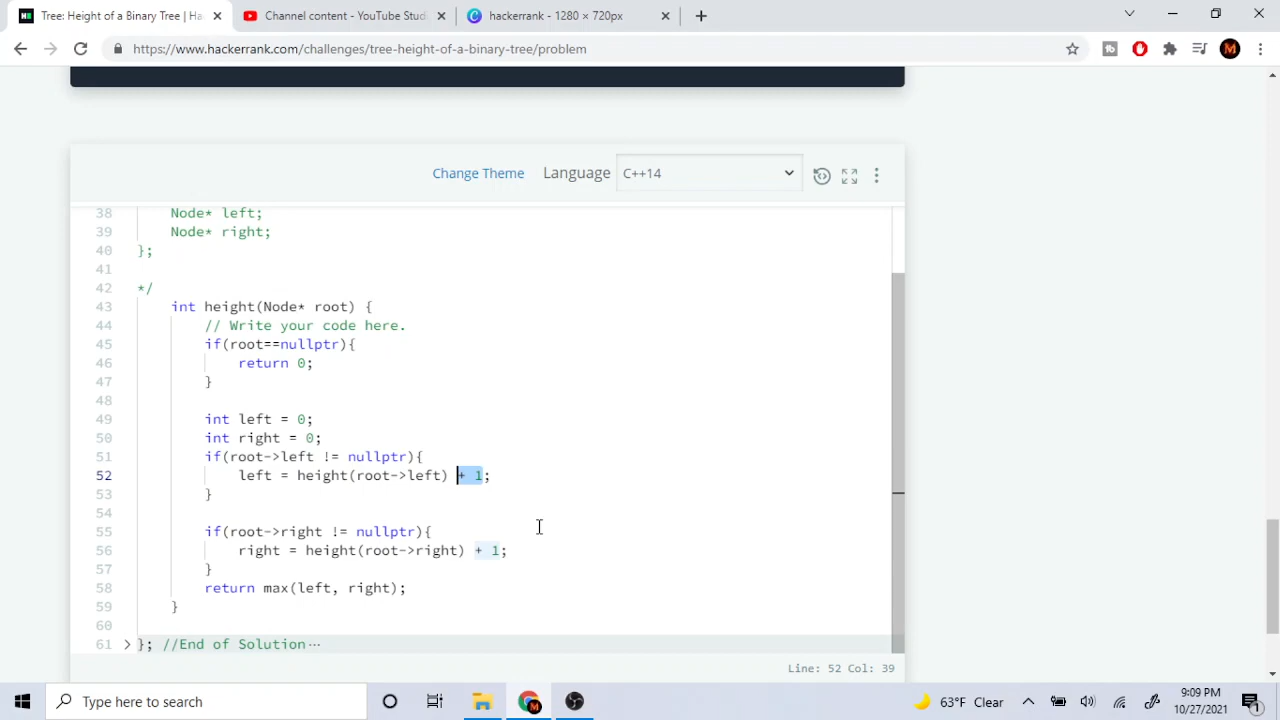 Tree: Height of a Binary Tree | Ha
Channel content - YouTube Studi
hackerrank - 1280 × 720px
https://www.hackerrank.com/challenges/tree-height-of-a-binary-tree/problem
Change Theme Language C++14
38 Node* left;
39 Node* right;
40 };
41
42 */
43 int height(Node* root) {
44 // Write your code here.
45 if(root==nullptr){
46 return 0;
47 }
48
49 int left = 0;
50 int right = 0;
51 if(root->left != nullptr){
52 left = height(root->left) + 1;
53 }
54
55 if(root->right != nullptr){
56 right = height(root->right) + 1;
57 }
58 return max(left, right);
59 }
60
61 }; //End of Solution⋯
Line: 52 Col: 39
Type here to search
63°F Clear
9:09 PM
10/27/2021